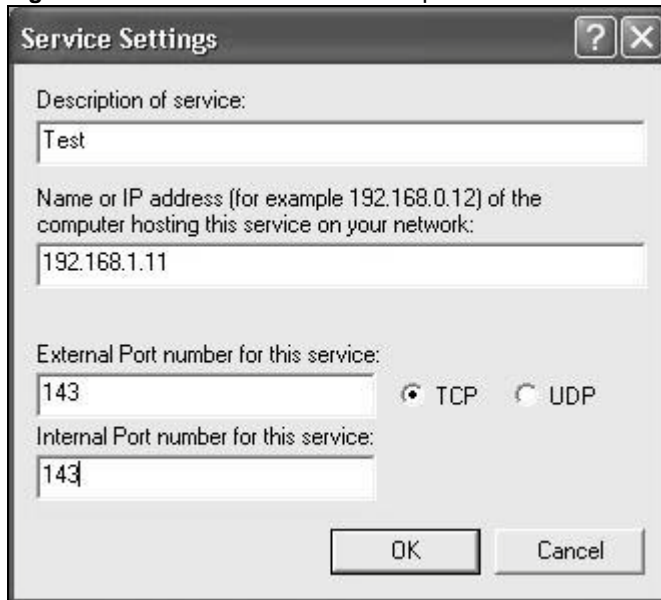 Service Settings
Description of service:
Test
Name or IP address (for example 192.168.0.12) of the
computer hosting this service on your network:
192.168.1.11
External Port number for this service:
143
TCP
UDP
Internal Port number for this service:
143
OK
Cancel